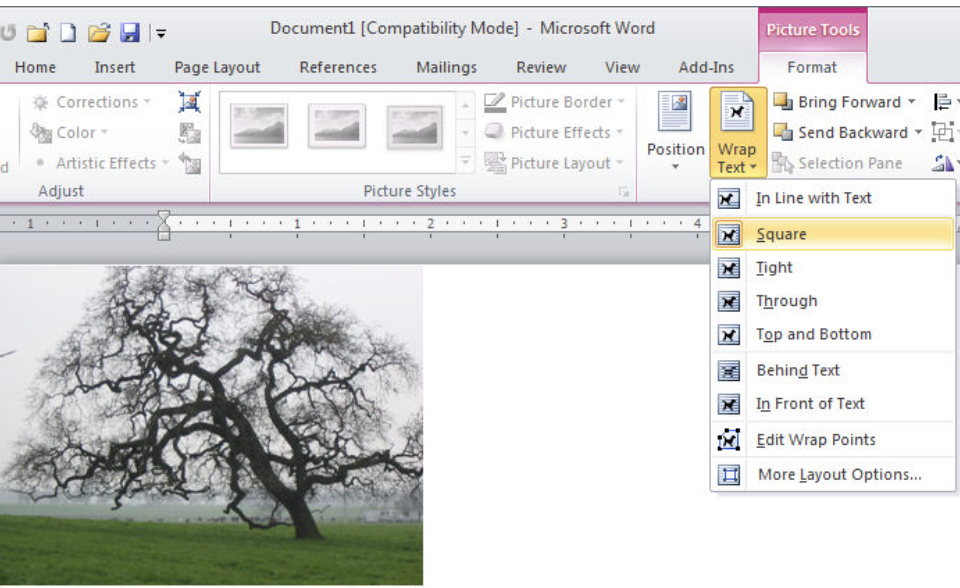 Document1 [Compatibility Mode] - Microsoft Word
Picture Tools
Home Insert Page Layout References Mailings Review View Add-Ins Format
Corrections
Color
Artistic Effects
Adjust
Picture Styles
Picture Border
Picture Effects
Picture Layout
Position
Wrap
Text
Bring Forward
Send Backward
Selection Pane
1 1 2 3 4
In Line with Text
Square
Tight
Through
Top and Bottom
Behind Text
In Front of Text
Edit Wrap Points
More Layout Options...